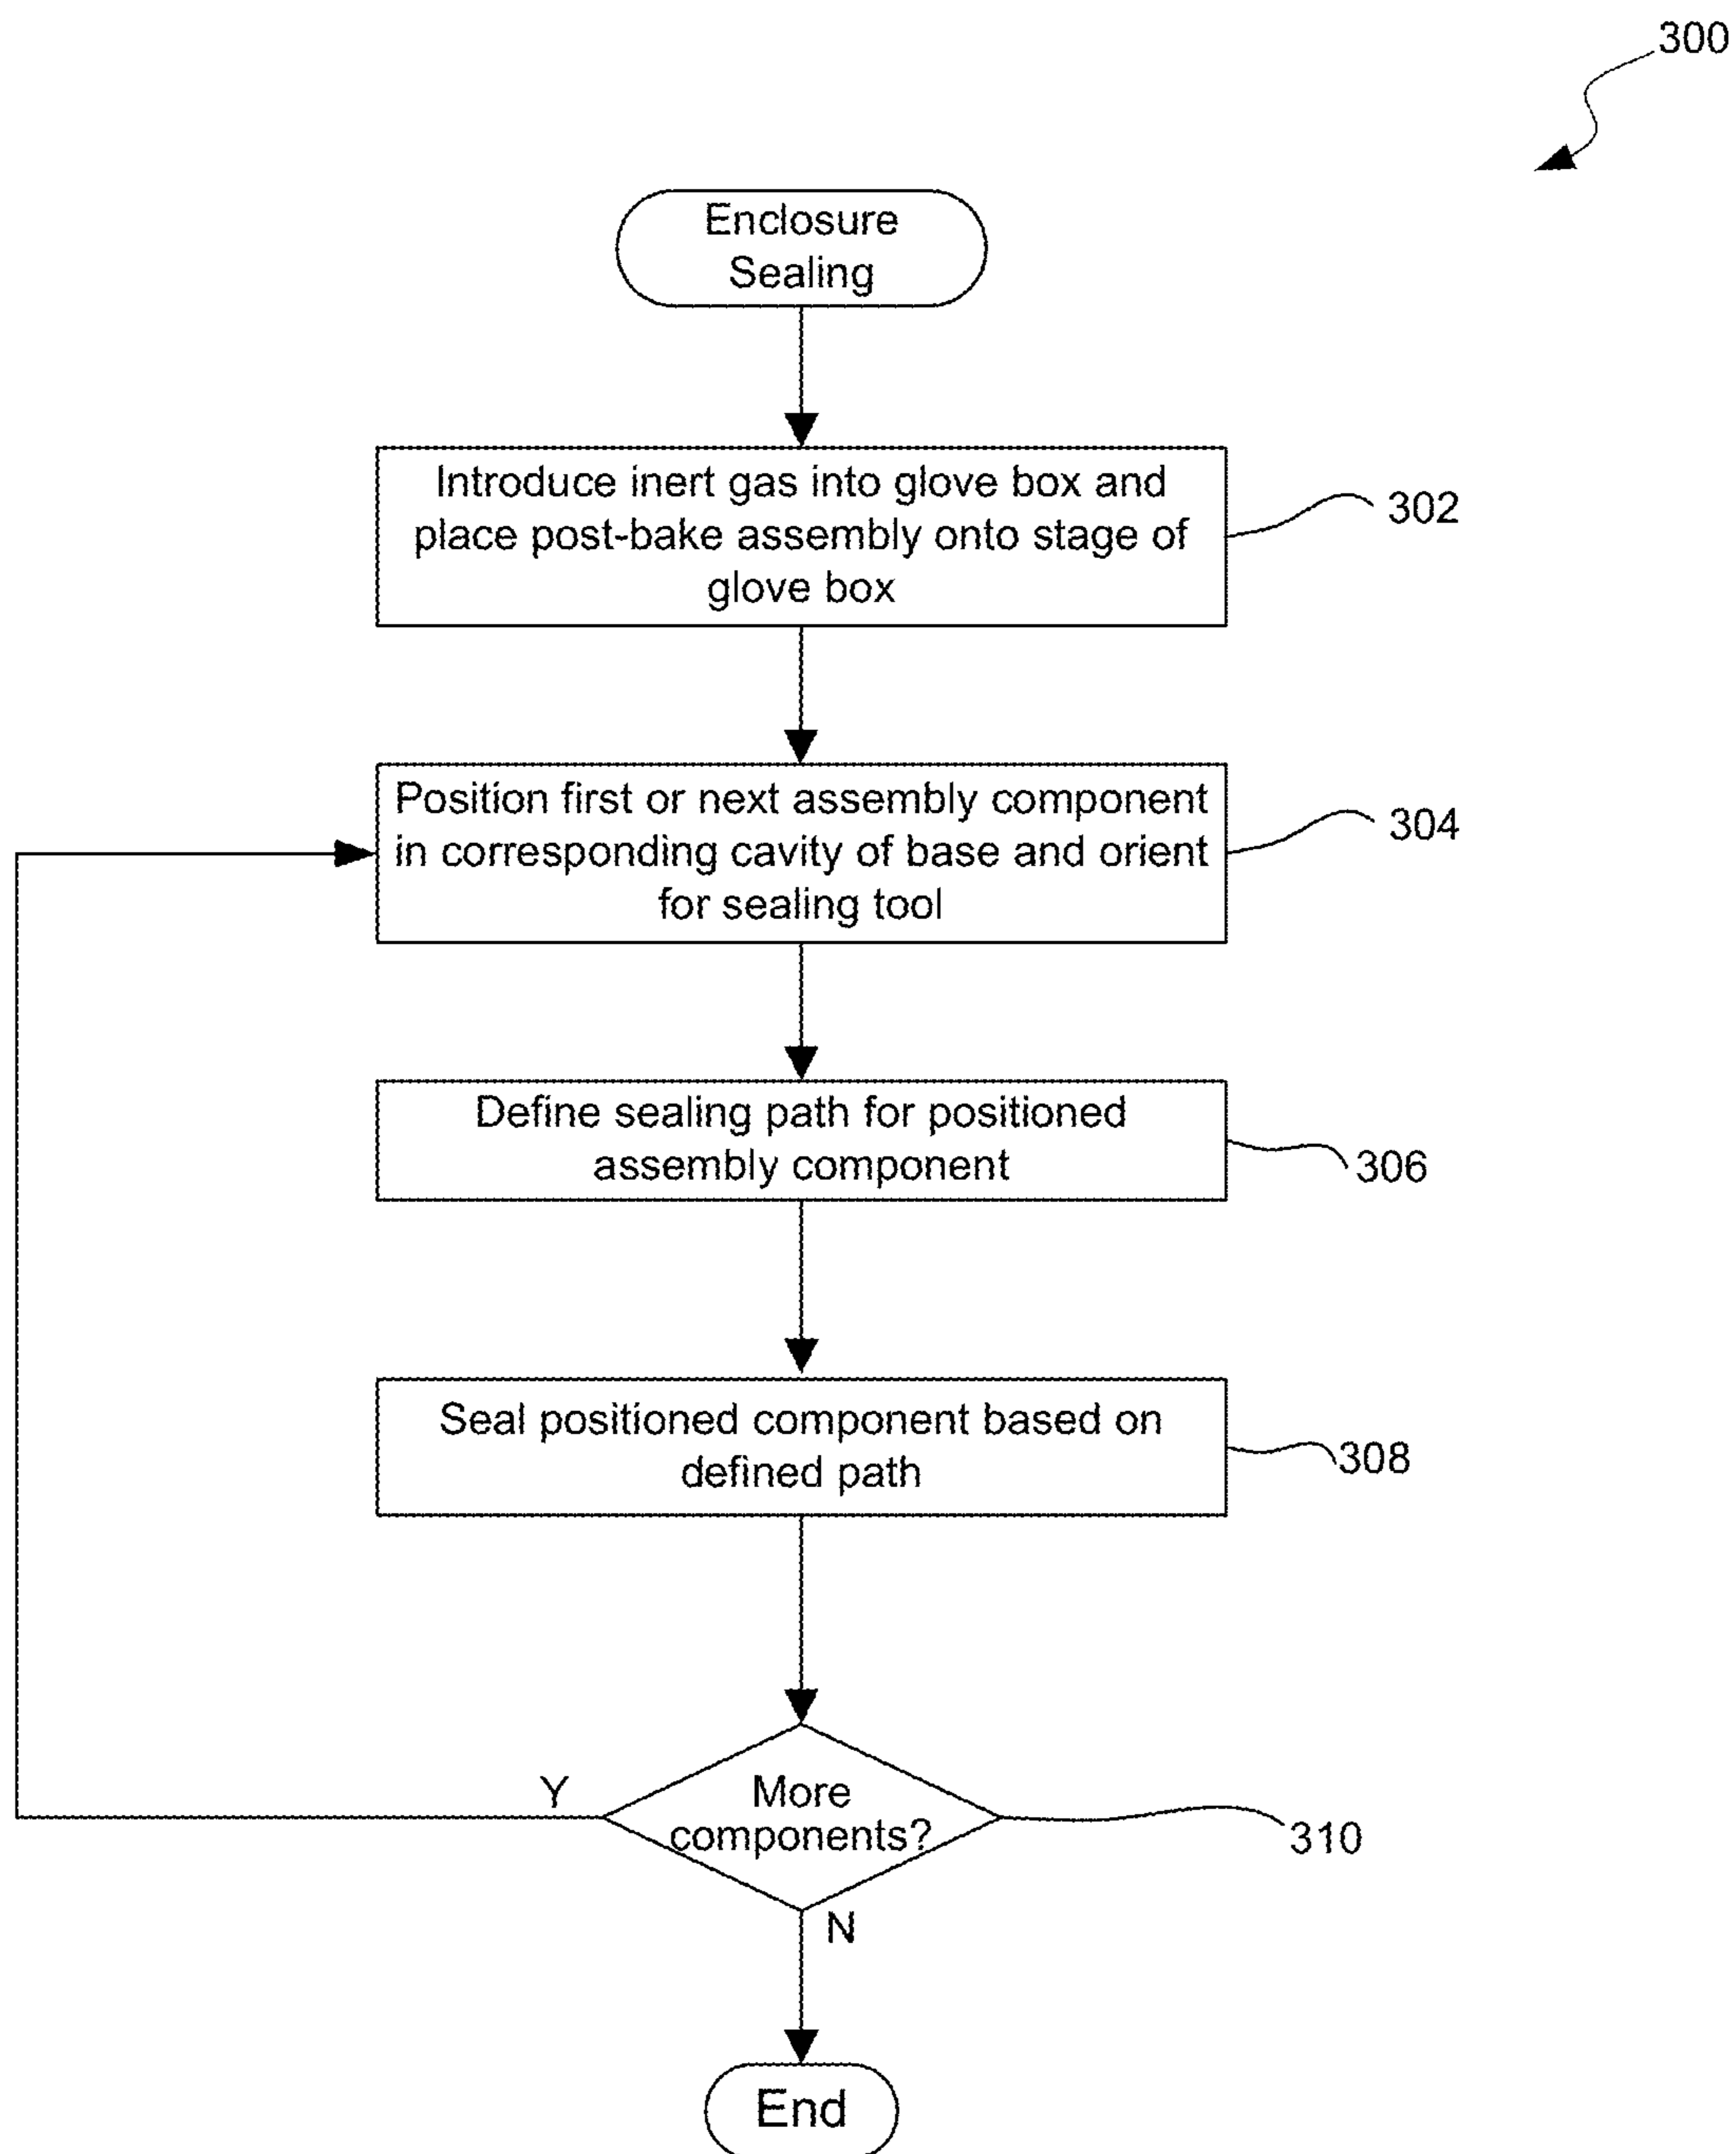 300
Enclosure
Sealing
Introduce inert gas into glove box and
place post-bake assembly onto stage of
glove box
302
Position first or next assembly component
in corresponding cavity of base and orient
for sealing tool
304
Define sealing path for positioned
assembly component
306
Seal positioned component based on
defined path
308
More
components?
Y
310
N
End